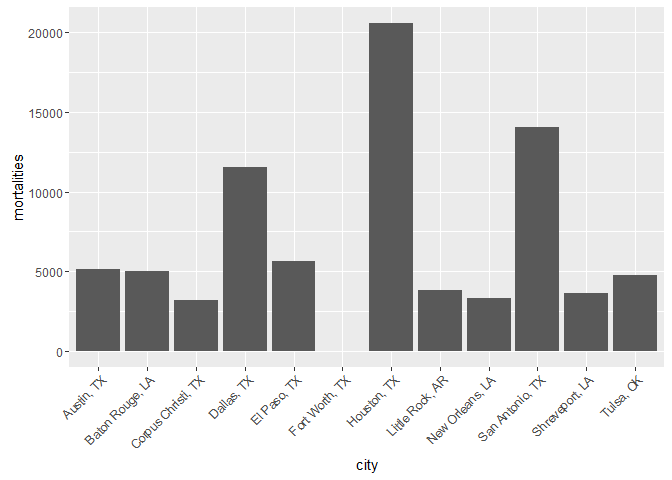 20000
15000
10000
5000
0
mortalities
Austin, TX
Baton Rouge, LA
Corpus Christi, TX
Dallas, TX
El Paso, TX
Fort Worth, TX
Houston, TX
Little Rock, AR
New Orleans, LA
San Antonio, TX
Shreveport, LA
Tulsa, OK
city